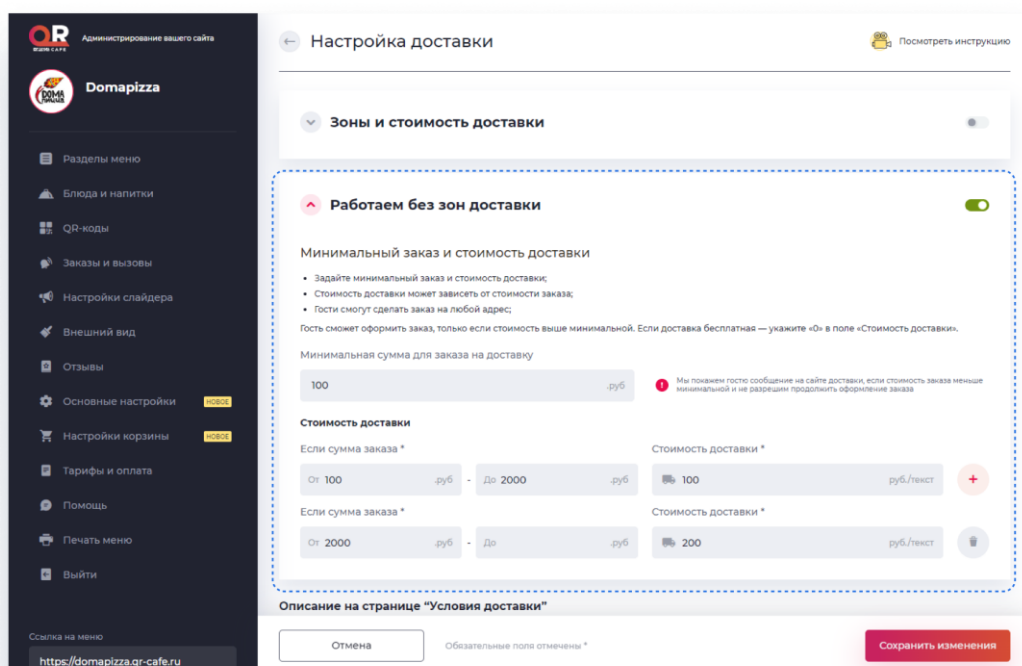 QR
Администрирование вашего сайта
DOMA
Domapizza
Разделы меню
Блюда и напитки
QR-коды
Заказы и вызовы
Настройки слайдера
Внешний вид
Отзывы
Основные настройки НОВОЕ
Настройки корзины НОВОЕ
Тарифы и оплата
Помощь
Печать меню
Выйти
Ссылка на меню
https://domapizza.qr-cafe.ru
Настройка доставки
Посмотреть инструкцию
Зоны и стоимость доставки
Работаем без зон доставки
Минимальный заказ и стоимость доставки
• Задайте минимальный заказ и стоимость доставки;
• Стоимость доставки может зависеть от стоимости заказа;
• Гости смогут сделать заказ на любой адрес;
Гость сможет оформить заказ, только если стоимость выше минимальной. Если доставка бесплатная — укажите «0» в поле «Стоимость доставки».
Минимальная сумма для заказа на доставку
100 .руб
Мы покажем гостю сообщение на сайте доставки, если стоимость заказа меньше
минимальной и не разрешим продолжить оформление заказа
Стоимость доставки
Если сумма заказа * Стоимость доставки *
От 100 .руб - До 2000 .руб 100 руб./текст +
Если сумма заказа * Стоимость доставки *
От 2000 .руб - До .руб 200 руб./текст
Описание на странице “Условия доставки”
Отмена
Обязательные поля отмечены *
Сохранить изменения